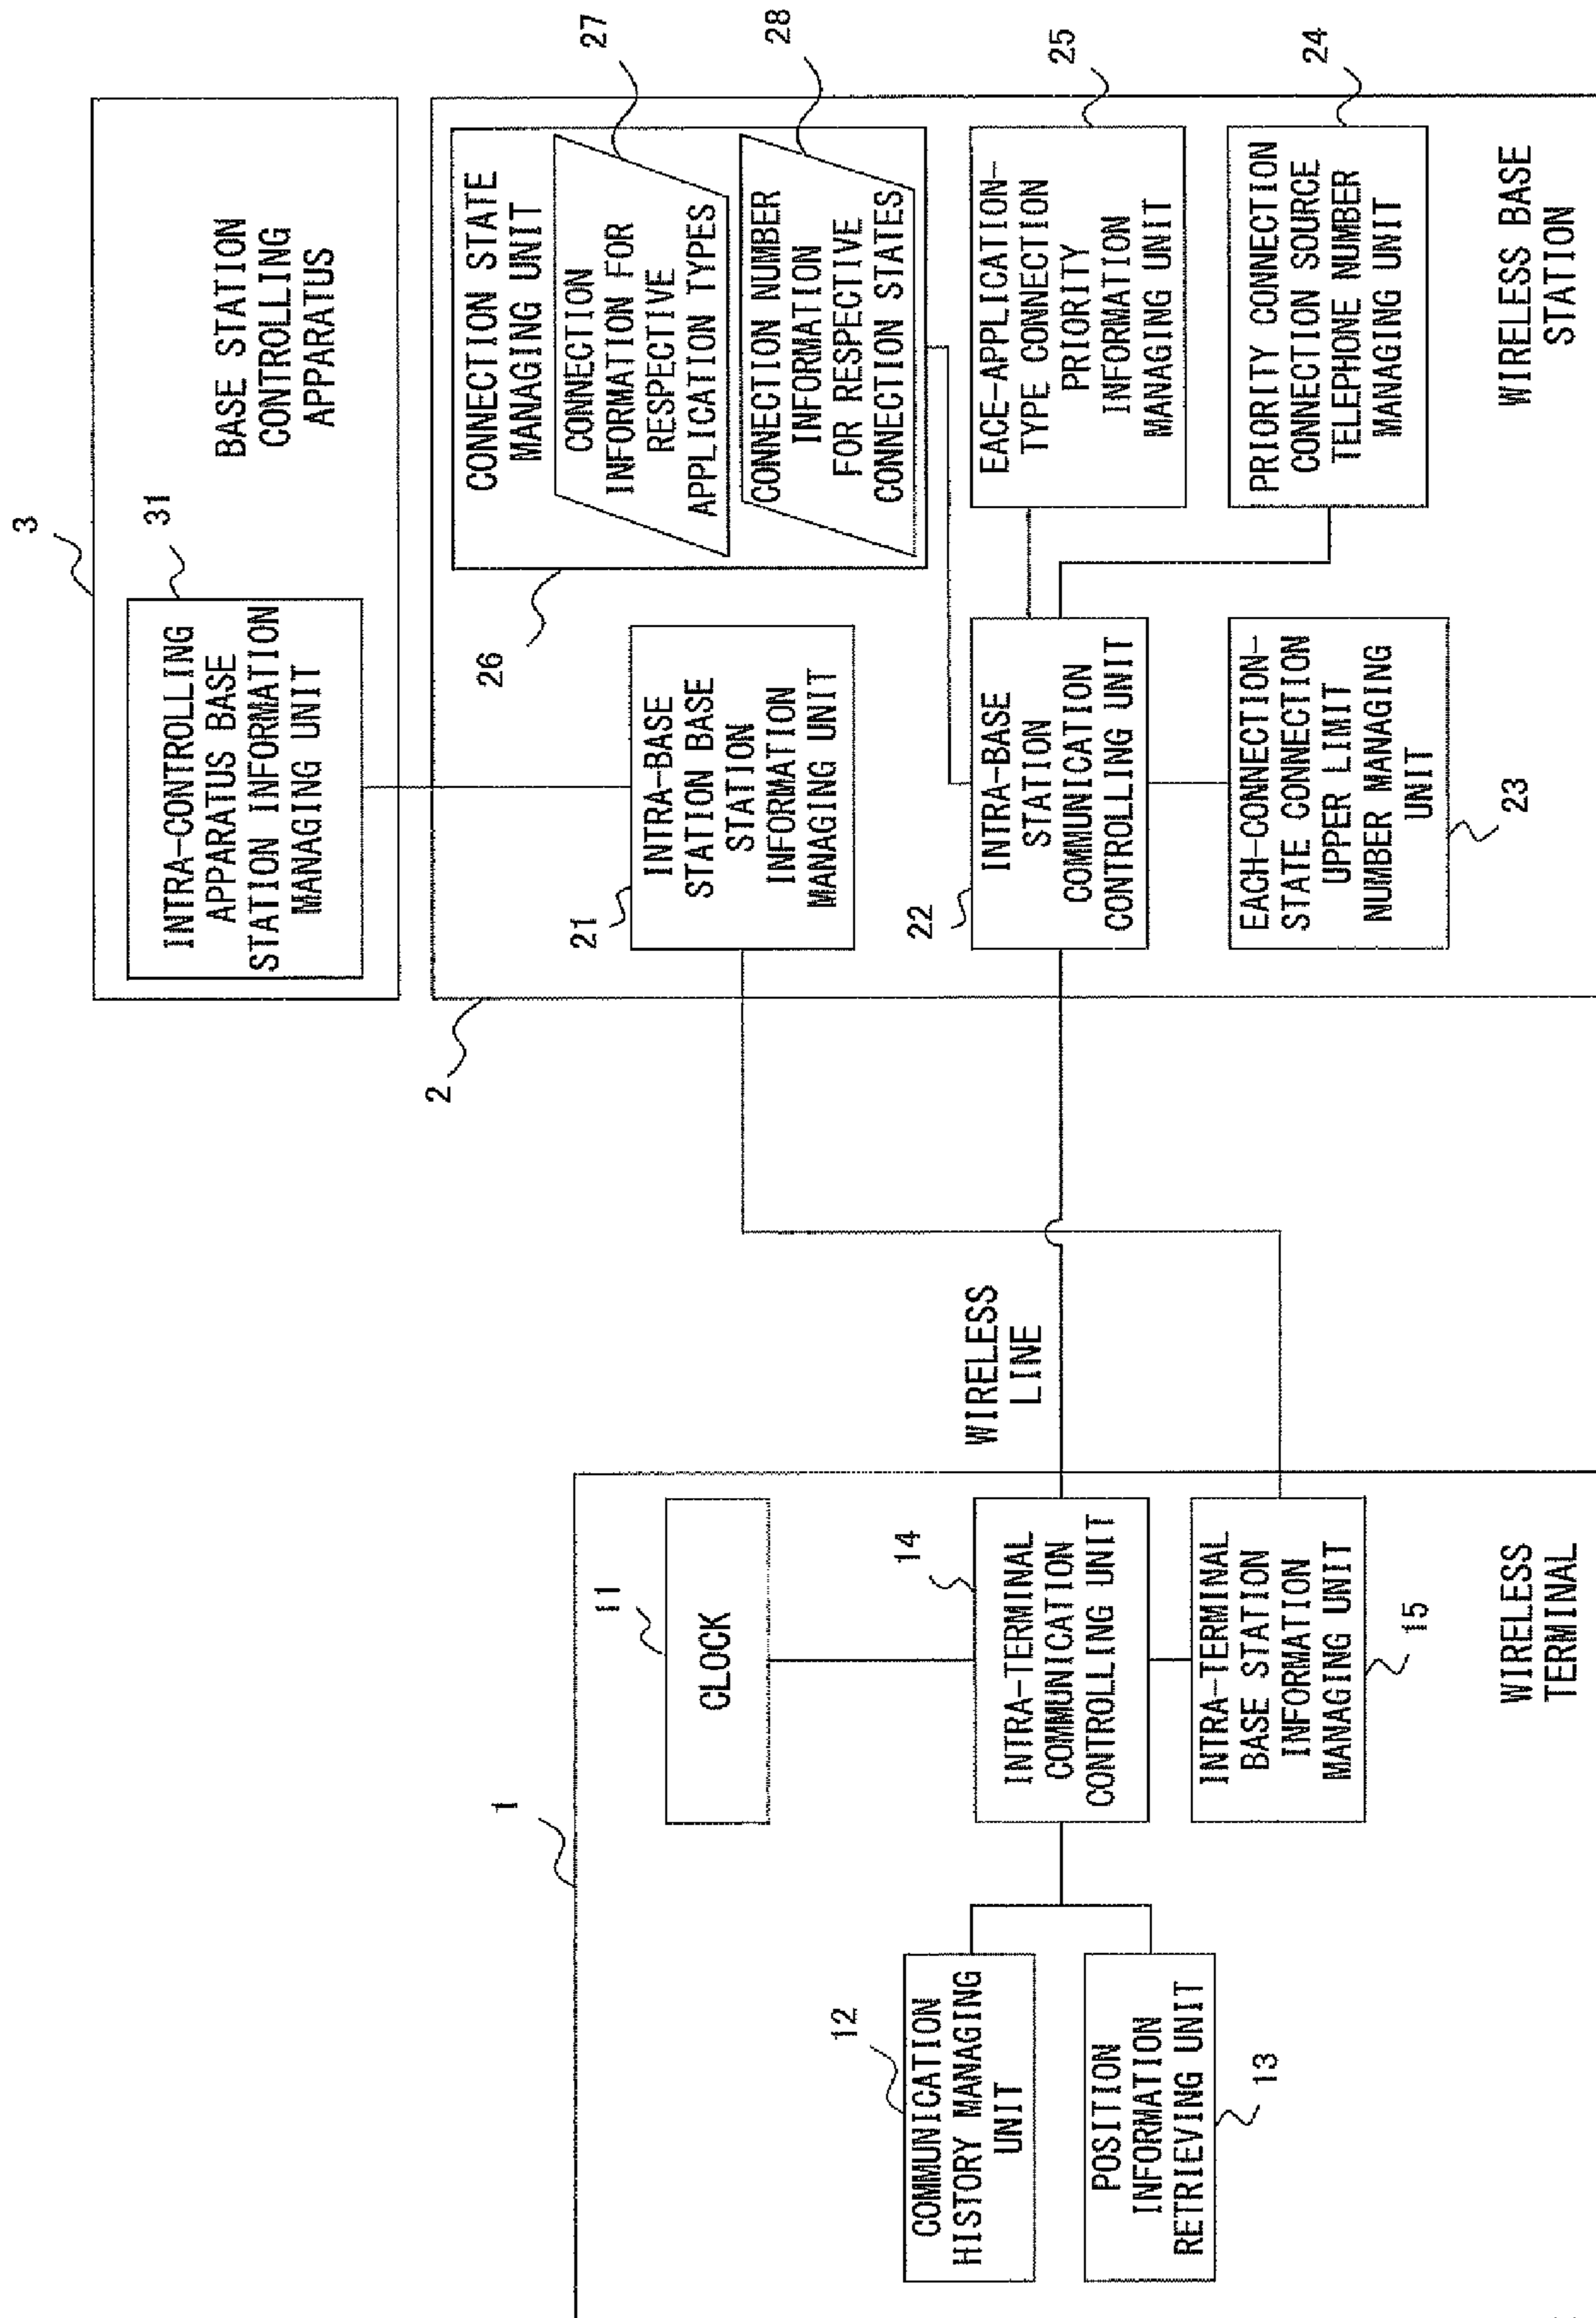 3
31
INTRA-CONTROLLING
APPARATUS BASE
STATION INFORMATION
MANAGING UNIT
BASE STATION
CONTROLLING
APPARATUS
2
21
INTRA-BASE
STATION BASE
STATION
INFORMATION
MANAGING UNIT
26
CONNECTION STATE
MANAGING UNIT
27
CONNECTION
INFORMATION FOR
RESPECTIVE
APPLICATION TYPES
28
CONNECTION NUMBER
INFORMATION
FOR RESPECTIVE
CONNECTION STATES
22
INTRA-BASE
STATION
COMMUNICATION
CONTROLLING UNIT
25
EACE-APPLICATION-
TYPE CONNECTION
PRIORITY
INFORMATION
MANAGING UNIT
EACH-CONNECTION-
STATE CONNECTION
UPPER LIMIT
NUMBER MANAGING
UNIT
23
24
PRIORITY CONNECTION
CONNECTION SOURCE
TELEPHONE NUMBER
MANAGING UNIT
WIRELESS BASE
STATION
WIRELESS
LINE
1
11
CLOCK
12
COMMUNICATION
HISTORY MANAGING
UNIT
14
INTRA-TERMINAL
COMMUNICATION
CONTROLLING UNIT
POSITION
INFORMATION
RETRIEVING UNIT
13
INTRA-TERMINAL
BASE STATION
INFORMATION
MANAGING UNIT
15
WIRELESS
TERMINAL